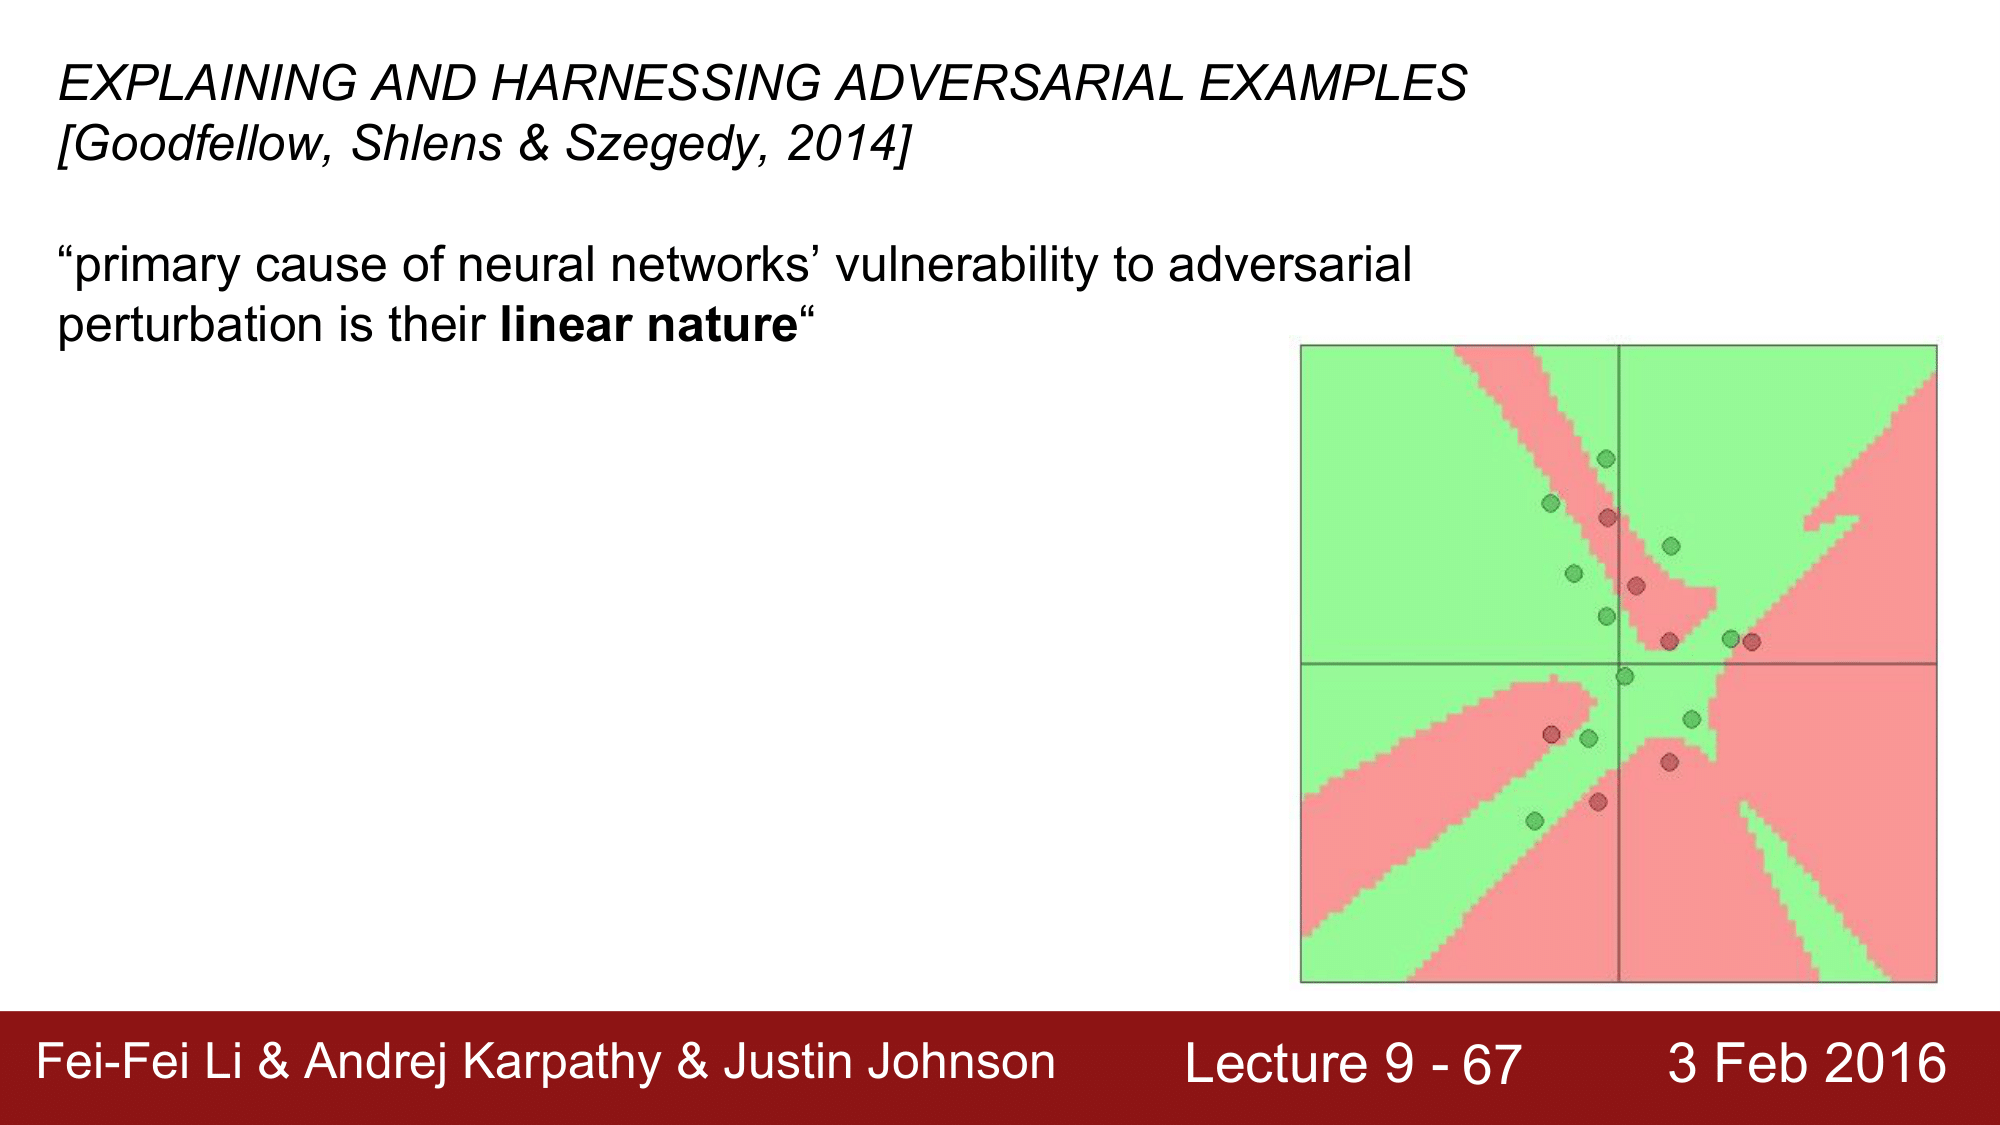 EXPLAINING AND HARNESSING ADVERSARIAL EXAMPLES
[Goodfellow, Shlens & Szegedy, 2014]
“primary cause of neural networks’ vulnerability to adversarial
perturbation is their linear nature“
Fei-Fei Li & Andrej Karpathy & Justin Johnson
Lecture 9 - 67
3 Feb 2016